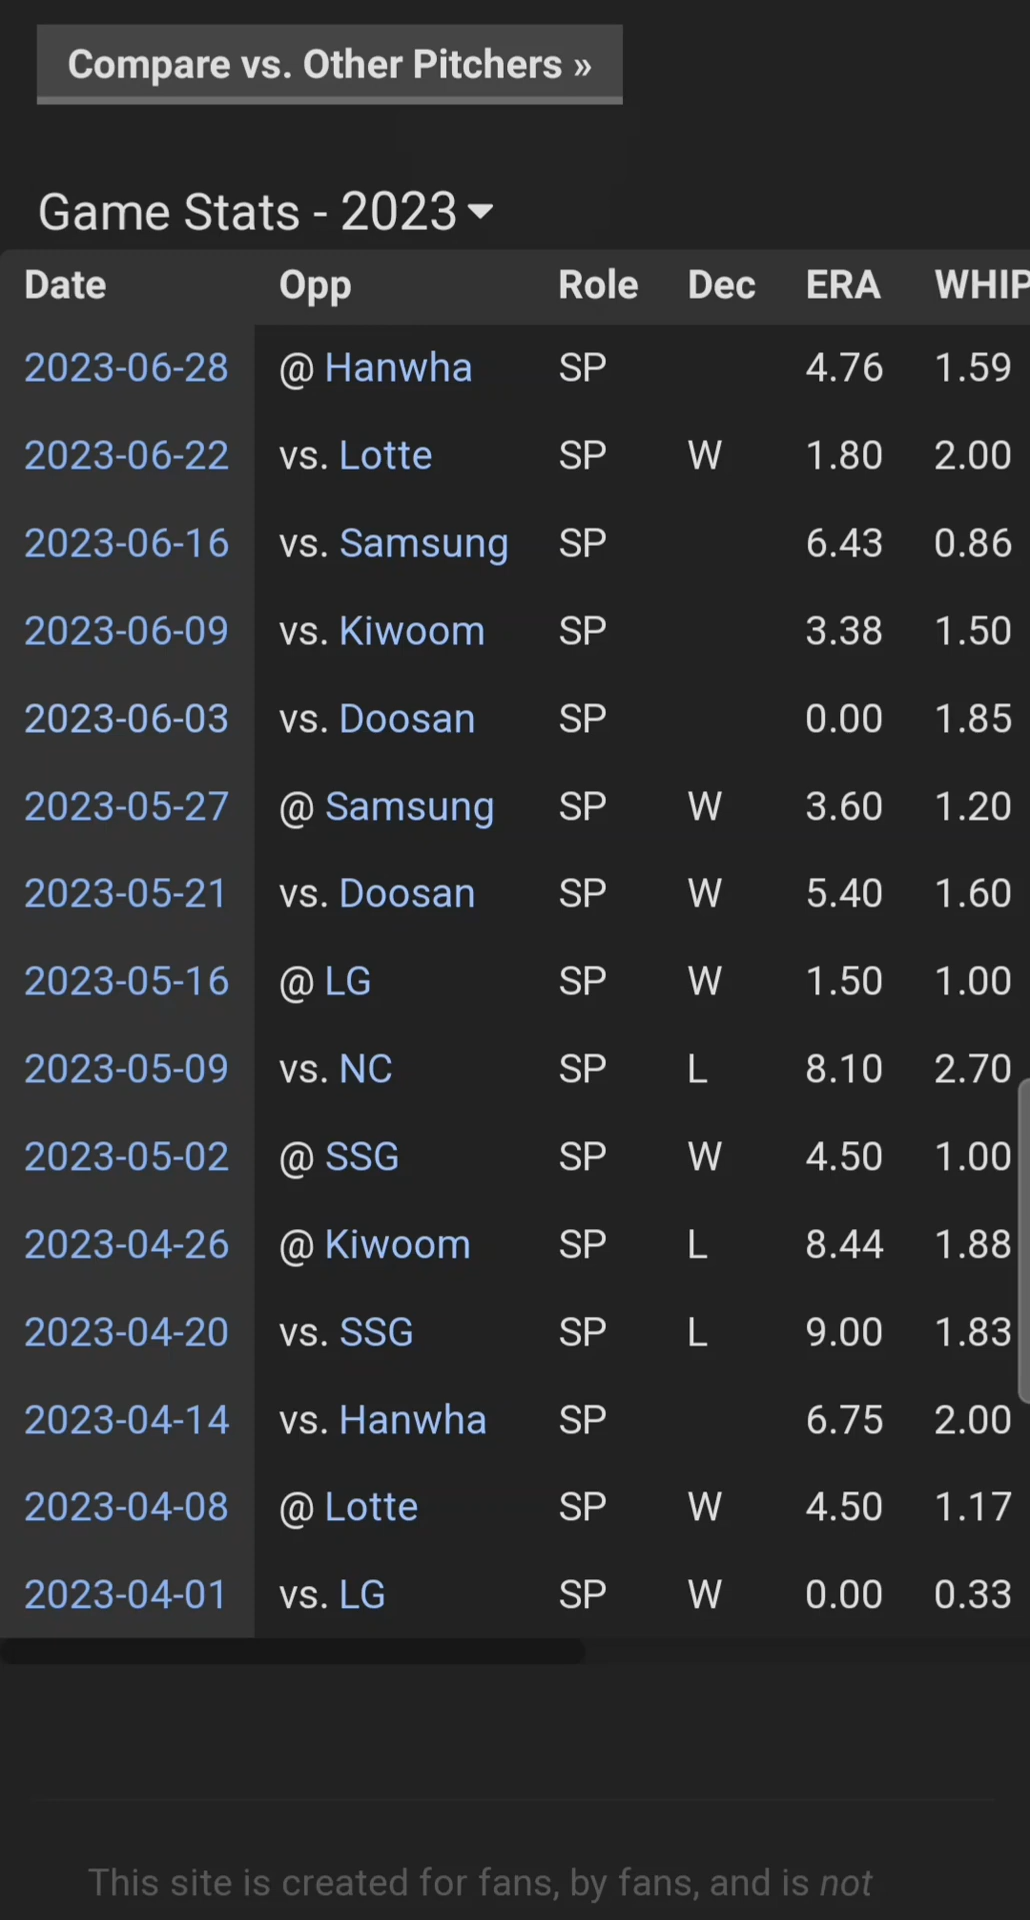 Compare vs. Other Pitchers »
Game Stats - 2023
Date Opp Role Dec ERA WHIP
2023-06-28 @ Hanwha SP 4.76 1.59
2023-06-22 vs. Lotte SP W 1.80 2.00
2023-06-16 vs. Samsung SP 6.43 0.86
2023-06-09 vs. Kiwoom SP 3.38 1.50
2023-06-03 vs. Doosan SP 0.00 1.85
2023-05-27 @ Samsung SP W 3.60 1.20
2023-05-21 vs. Doosan SP W 5.40 1.60
2023-05-16 @ LG SP W 1.50 1.00
2023-05-09 vs. NC SP L 8.10 2.70
2023-05-02 @ SSG SP W 4.50 1.00
2023-04-26 @ Kiwoom SP L 8.44 1.88
2023-04-20 vs. SSG SP L 9.00 1.83
2023-04-14 vs. Hanwha SP 6.75 2.00
2023-04-08 @ Lotte SP W 4.50 1.17
2023-04-01 vs. LG SP W 0.00 0.33
This site is created for fans, by fans, and is not